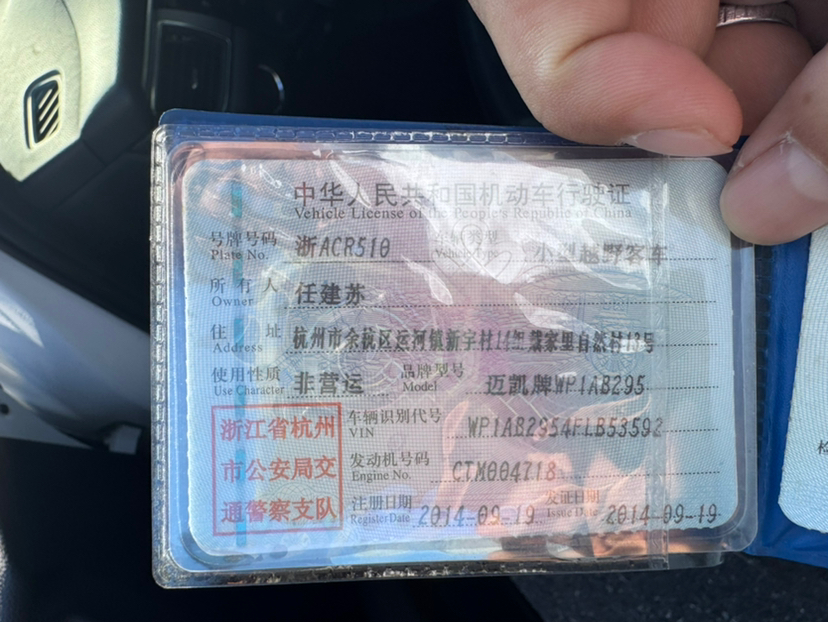 中华人民共和国机动车行驶证
Vehicle License of the People's Republic of China
号牌号码 浙ACR510 车辆类型 小型越野客车
Plate No. Vehicle Type
所有人 任建苏
Owner
住址 杭州市余杭区运河镇新宇村14组 家里自然村13号
Address
使用性质 非营运 品牌型号 迈凯牌WP1AB295
Use Character Model
浙江省杭州 车辆识别代号 WP1AB2954FLB53592
VIN
市公安局交 发动机号码 CTM004718
Engine No.
通警察支队 注册日期 2014-09-19 发证日期 2014-09-19
Register Date Issue Date